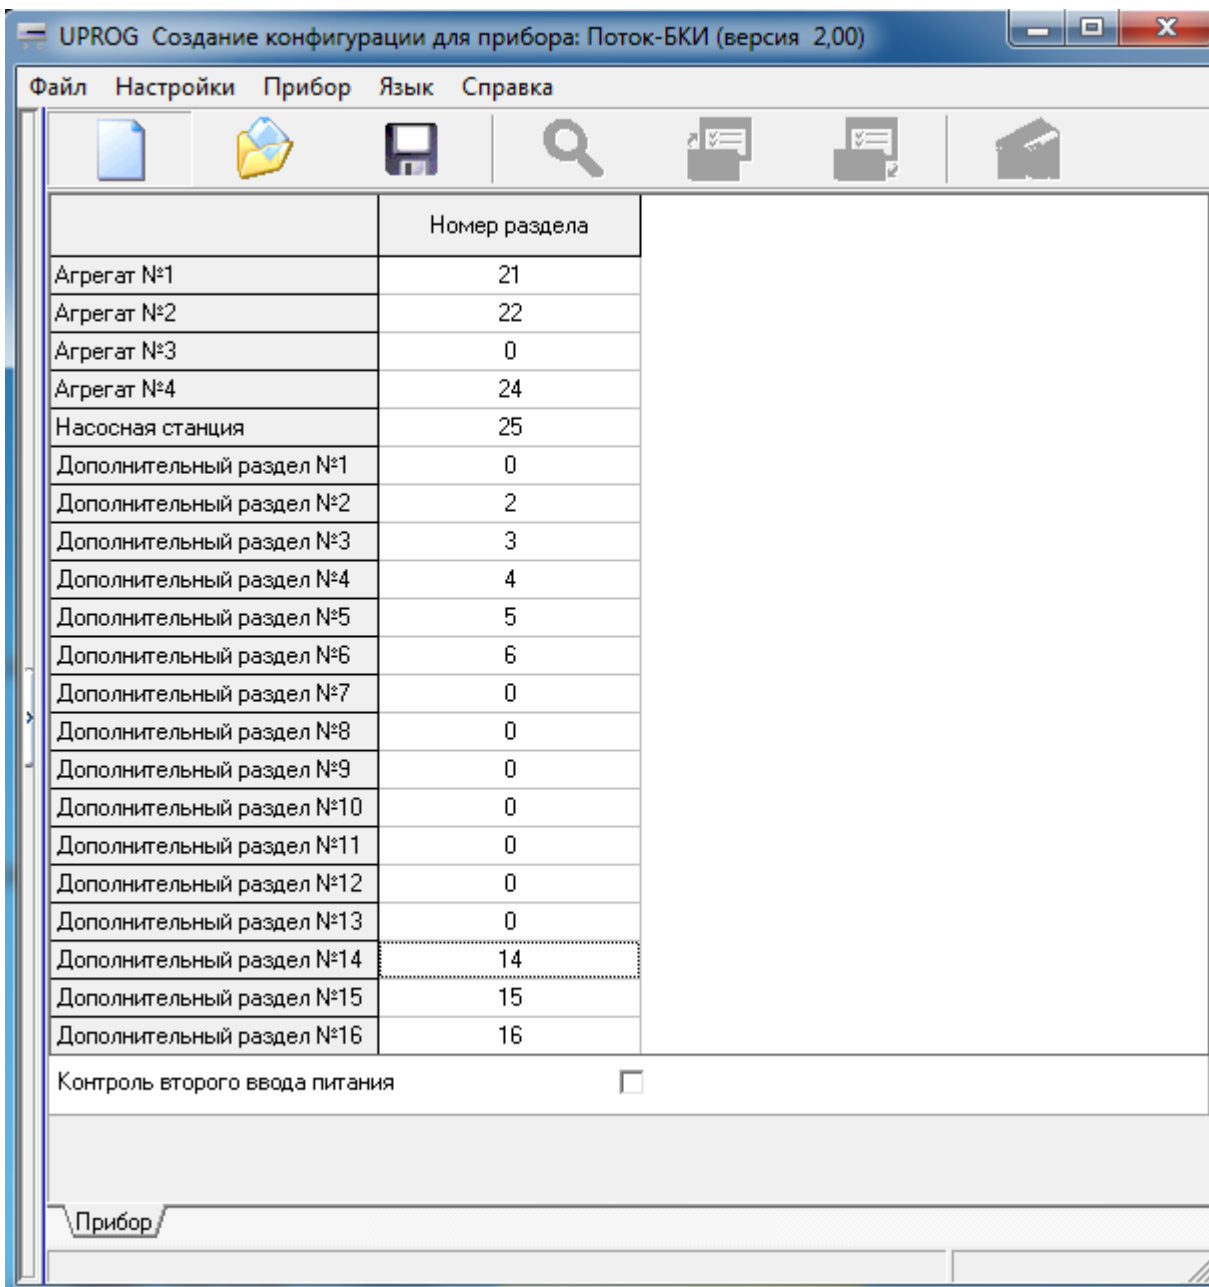 UPROG Создание конфигурации для прибора: Поток-БКИ (версия 2,00)
Файл Настройки Прибор Язык Справка
Номер раздела
Агрегат №1 21
Агрегат №2 22
Агрегат №3 0
Агрегат №4 24
Насосная станция 25
Дополнительный раздел №1 0
Дополнительный раздел №2 2
Дополнительный раздел №3 3
Дополнительный раздел №4 4
Дополнительный раздел №5 5
Дополнительный раздел №6 6
Дополнительный раздел №7 0
Дополнительный раздел №8 0
Дополнительный раздел №9 0
Дополнительный раздел №10 0
Дополнительный раздел №11 0
Дополнительный раздел №12 0
Дополнительный раздел №13 0
Дополнительный раздел №14 14
Дополнительный раздел №15 15
Дополнительный раздел №16 16
Контроль второго ввода питания
Прибор